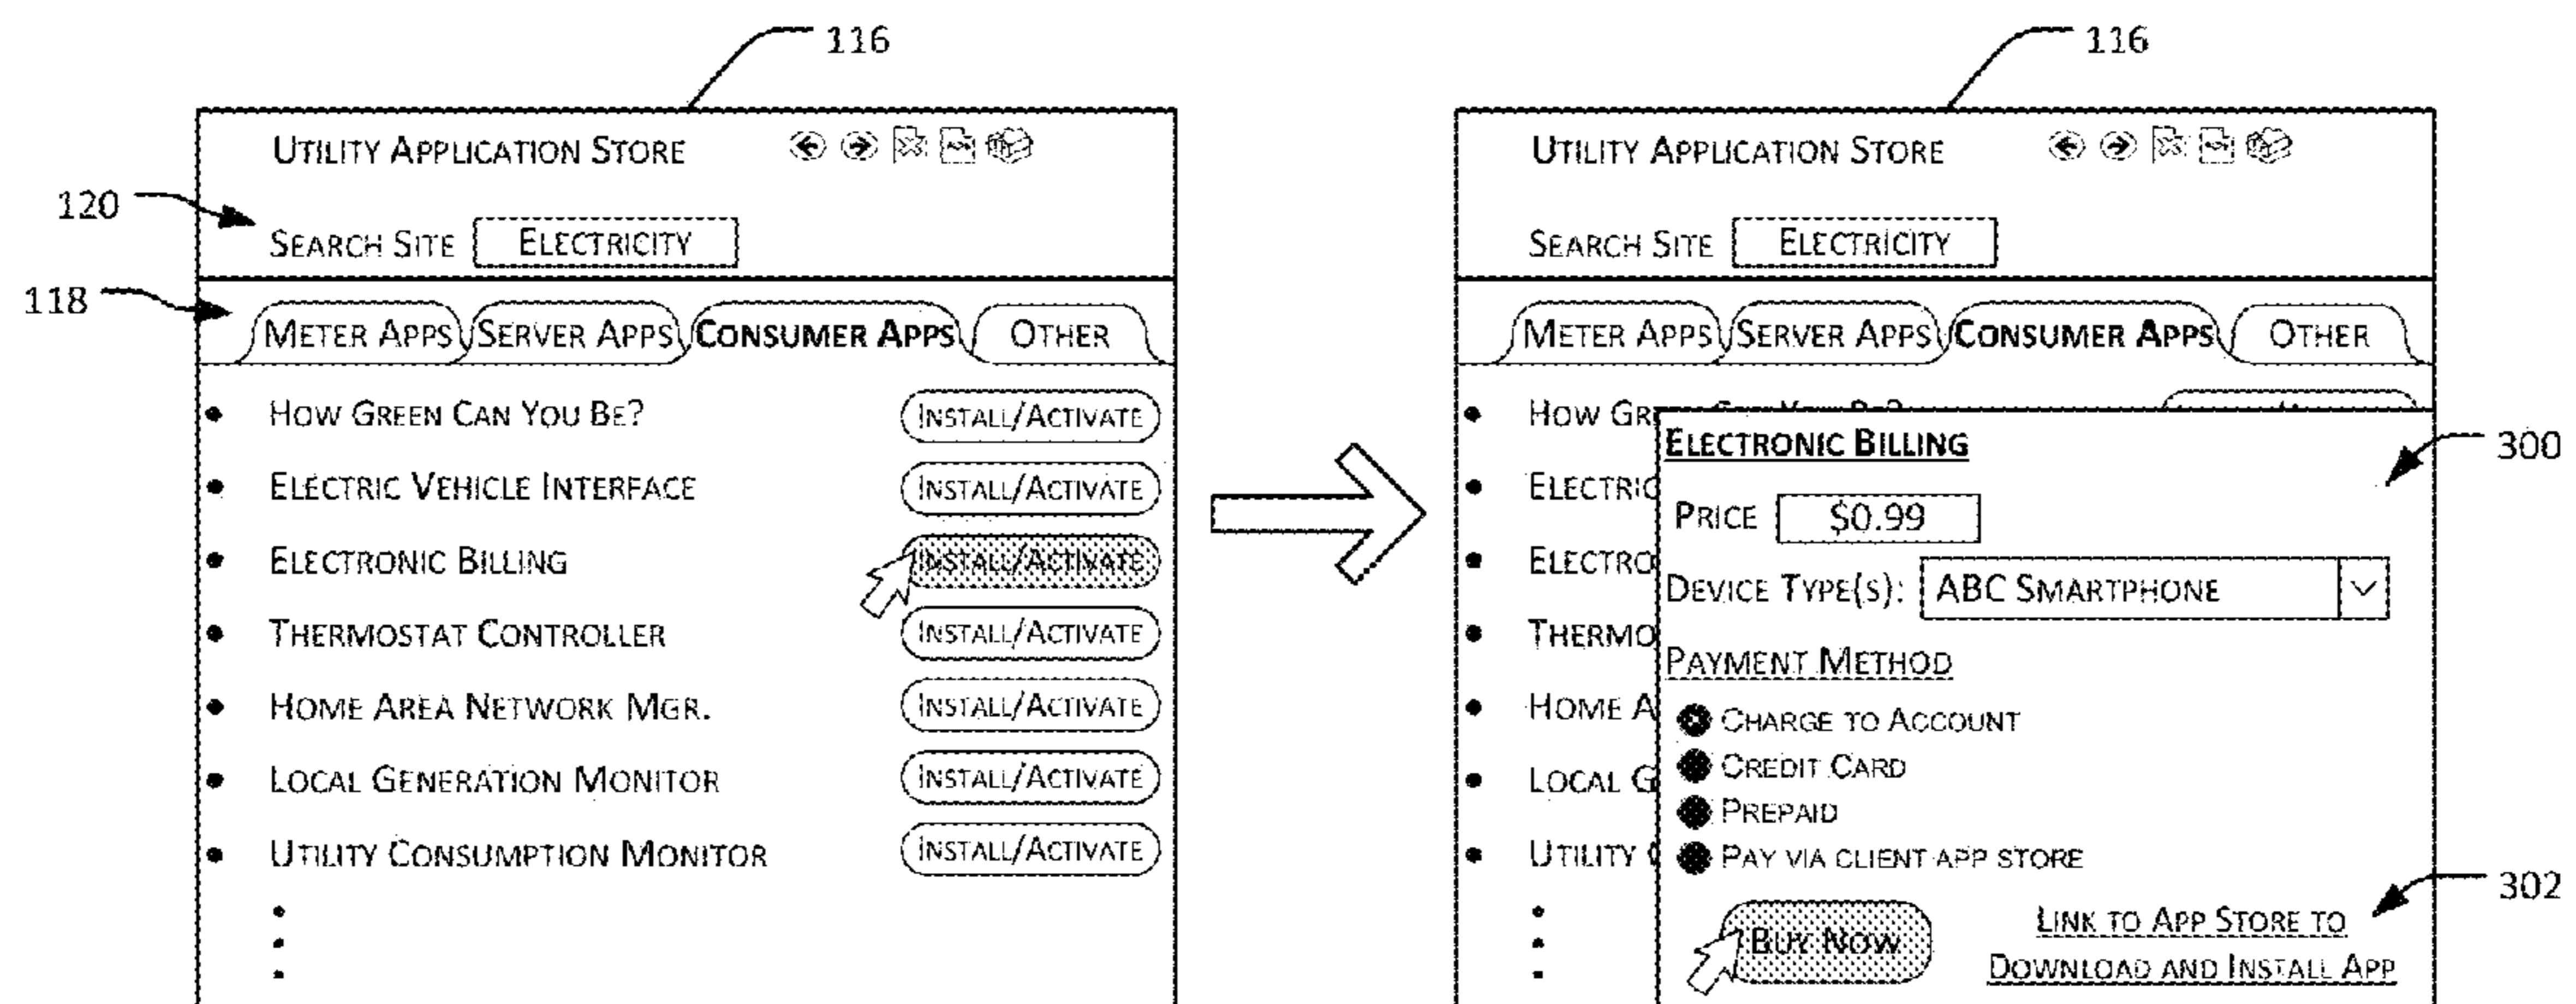 116
Utility Application Store
120
Search Site Electricity
118
Meter Apps Server Apps Consumer Apps Other
How Green Can You Be? Install/Activate
Electric Vehicle Interface Install/Activate
Electronic Billing Install/Activate
Thermostat Controller Install/Activate
Home Area Network Mgr. Install/Activate
Local Generation Monitor Install/Activate
Utility Consumption Monitor Install/Activate
116
Utility Application Store
Search Site Electricity
Meter Apps Server Apps Consumer Apps Other
How Gr
Electric
Electro
Thermo
Home A
Local G
Utility
300
Electronic Billing
Price $0.99
Device Type(s): ABC Smartphone
Payment Method
Charge to Account
Credit Card
Prepaid
Pay via client app store
302
Buy Now
Link to App Store to
Download and Install App